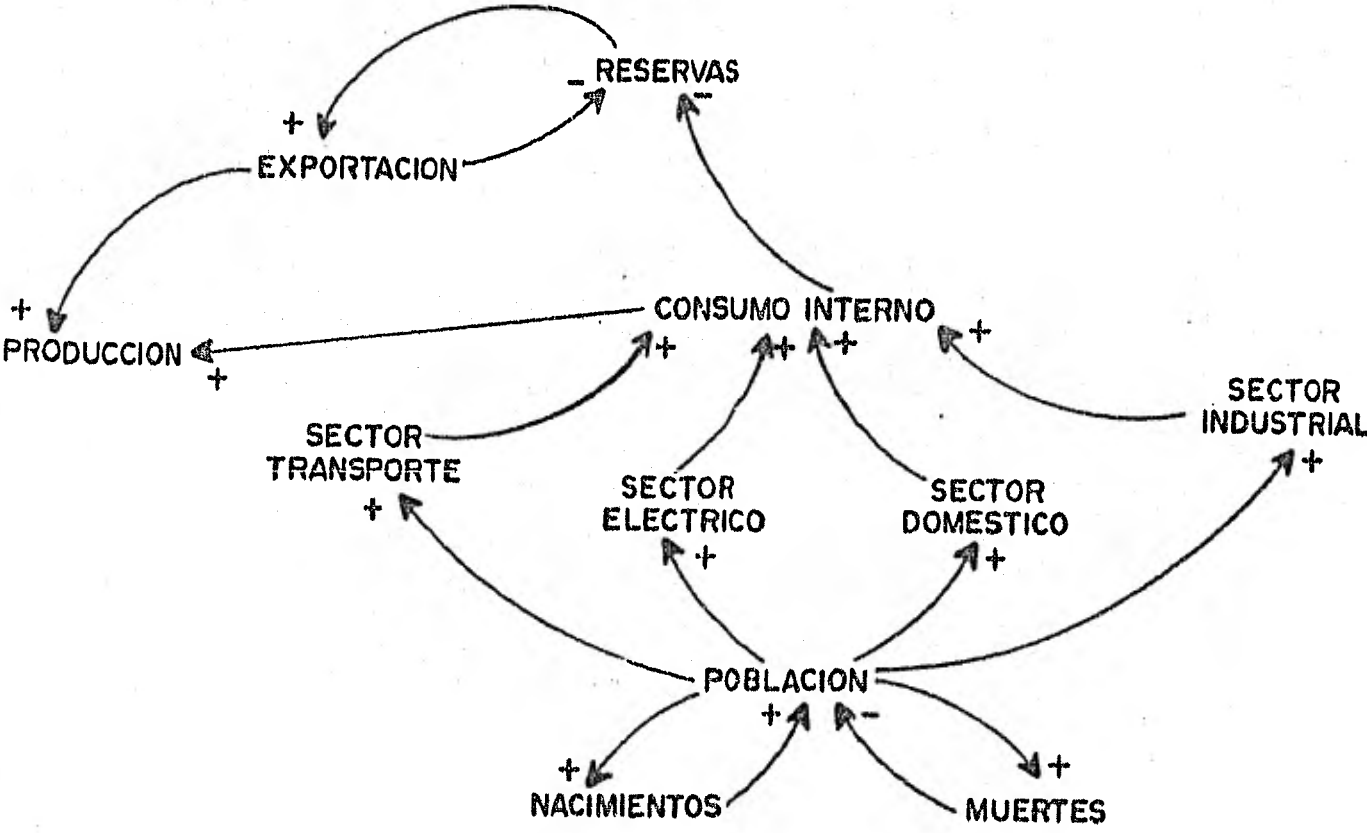 - RESERVAS -
+
EXPORTACION
+
PRODUCCION
+
CONSUMO INTERNO
+
+
+
+
SECTOR
INDUSTRIAL
+
SECTOR
TRANSPORTE
+
SECTOR
ELECTRICO
+
SECTOR
DOMESTICO
+
POBLACION
+ -
+
NACIMIENTOS
+
MUERTES